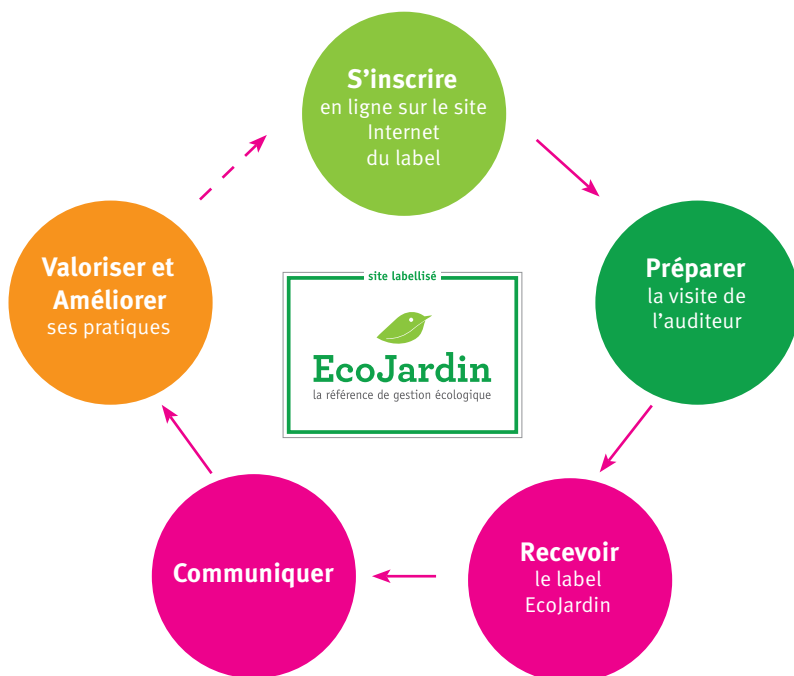 S'inscrire
en ligne sur le site
Internet
du label
Préparer
la visite de
l'auditeur
Recevoir
le label
EcoJardin
Communiquer
Valoriser et
Améliorer
ses pratiques
site labellisé
EcoJardin
la référence de gestion écologique